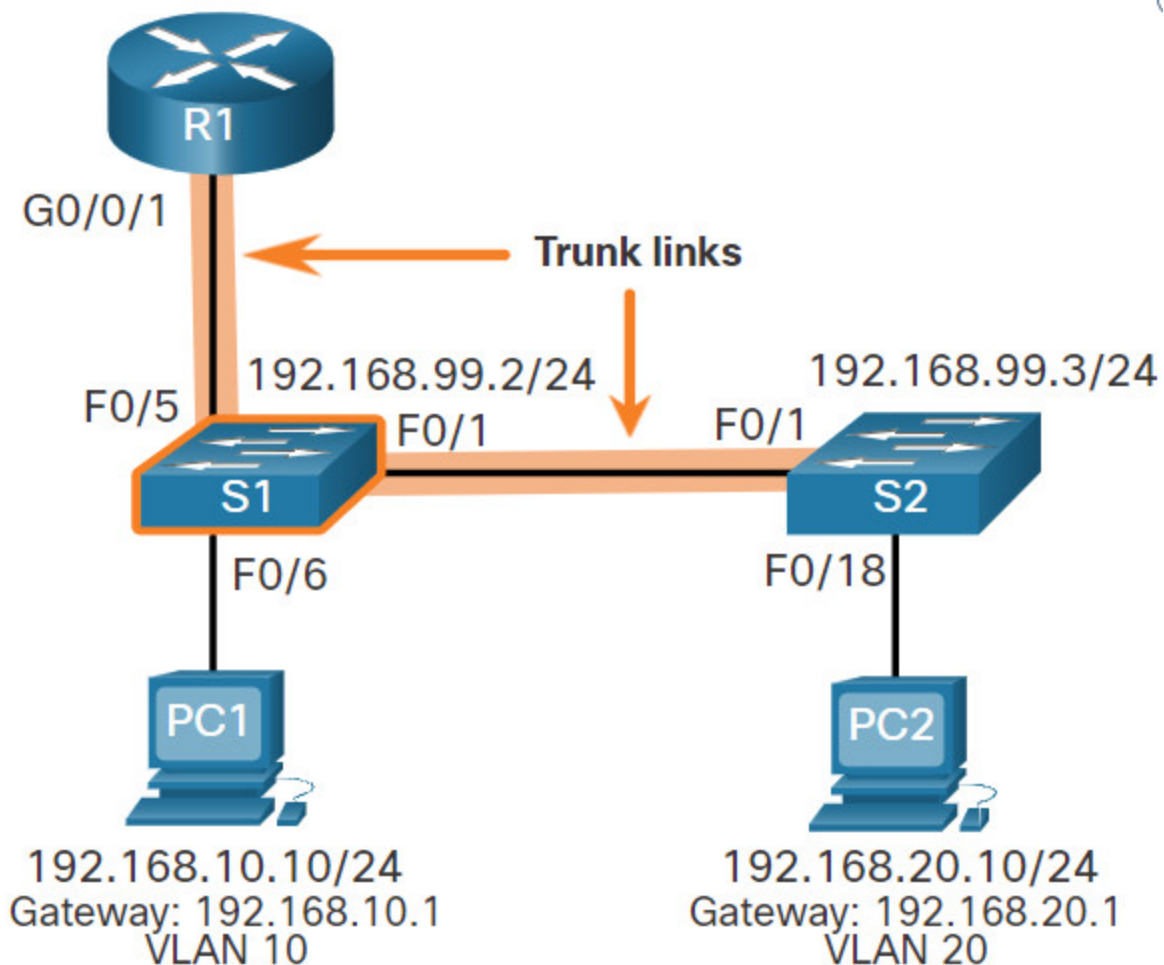 R1
G0/0/1
Trunk links
192.168.99.2/24
192.168.99.3/24
F0/5
F0/1
F0/1
S1
S2
F0/6
F0/18
PC1
PC2
192.168.10.10/24
Gateway: 192.168.10.1
VLAN 10
192.168.20.10/24
Gateway: 192.168.20.1
VLAN 20